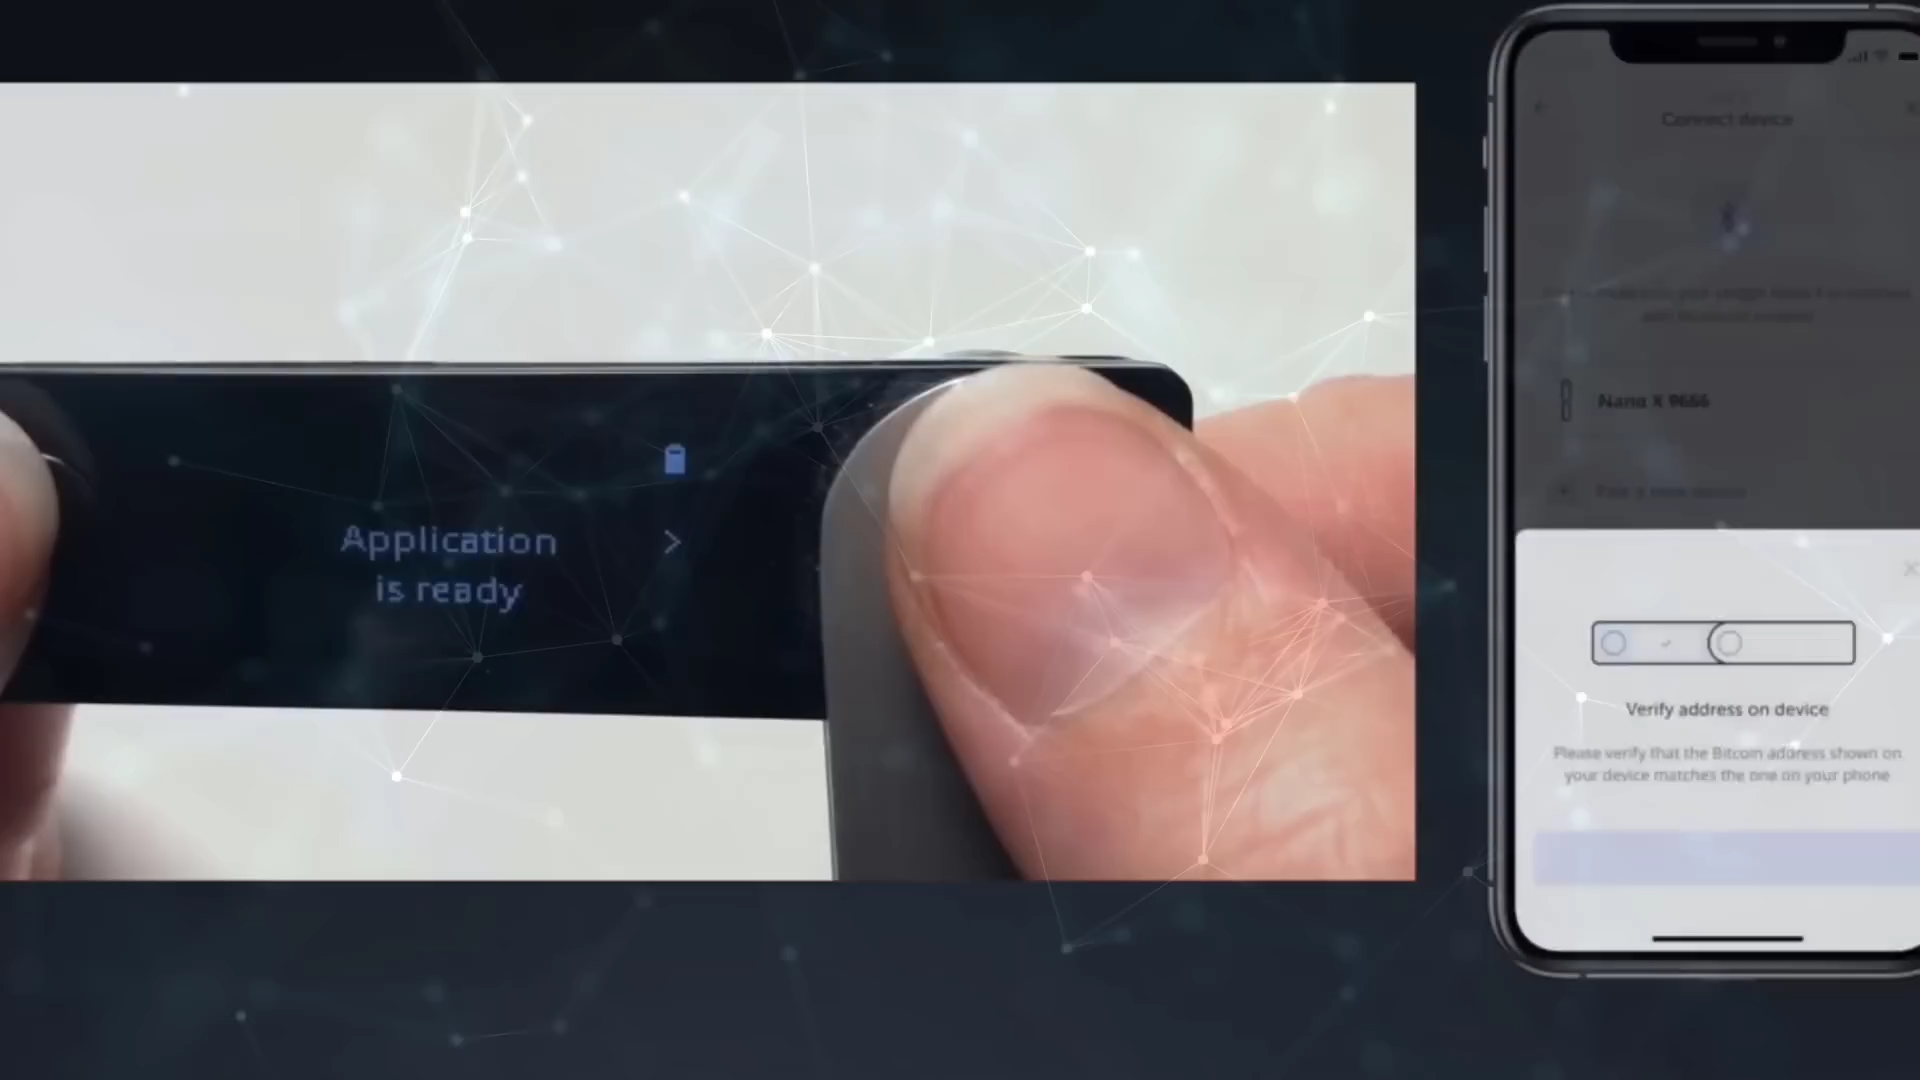 Application
is ready
Connect device
Nano X 9666
Verify address on device
Please verify that the Bitcoin address shown on
your device matches the one on your phone